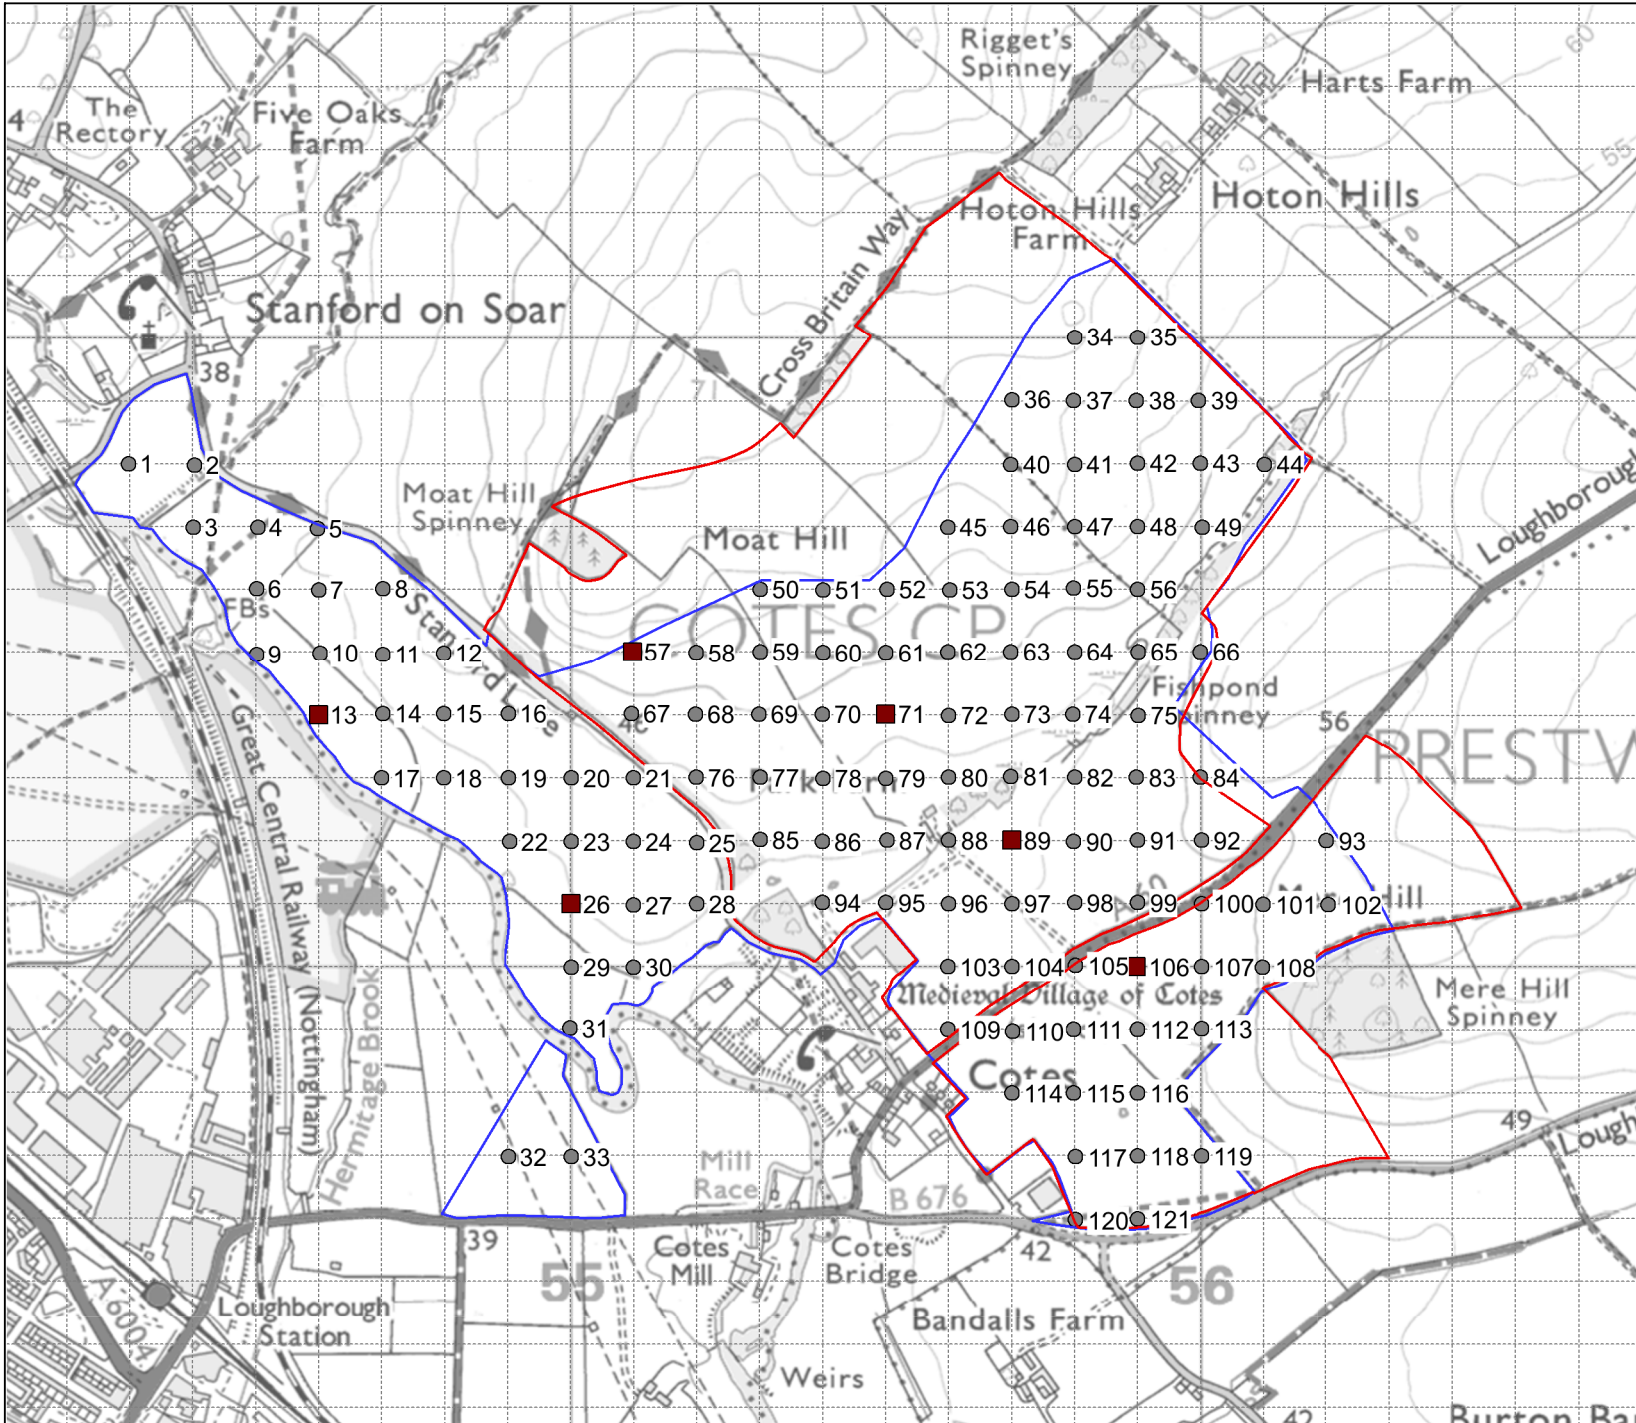 Rigget's
Spinney
Harts Farm
60
The
Rectory
4
Five Oaks
Farm
55
Hoton Hills
Hoton Hills
Farm
Cross Britain Way
Stanford on Soar
34 35
38
71
36 37 38 39
1 2
40 41 42 43 44
Moat Hill
Spinney
Loughboroug
3 4 5
Moat Hill
45 46 47 48 49
6 7 8
50 51 52 53 54 55 56
FBs
COTES CP
Stanford Lane
9 10 11 12
57 58 59 60 61 62 63 64 65 66
Fishpond
Spinney
13 14 15 16
67 68 69 70 71 72 73 74 75
56
PRESTW
Great Central Railway (Nottingham)
17 18 19 20 21 76 77 78 79 80 81 82 83 84
22 23 24 25 85 86 87 88 89 90 91 92 93
A 60
26 27 28 94 95 96 97 98 99 100 101 102
29 30 103 104 105 106 107 108
Medieval Village of Cotes
Mere Hill
Spinney
Hermitage Brook
31 109 110 111 112 113
Cotes
114 115 116
49
Lough
32 33 117 118 119
Mill
Race
B 676
120 121
39
42
Cotes
Mill
Cotes
Bridge
55
56
Loughborough
Station
A 6004
Bandalls Farm
Weirs
42